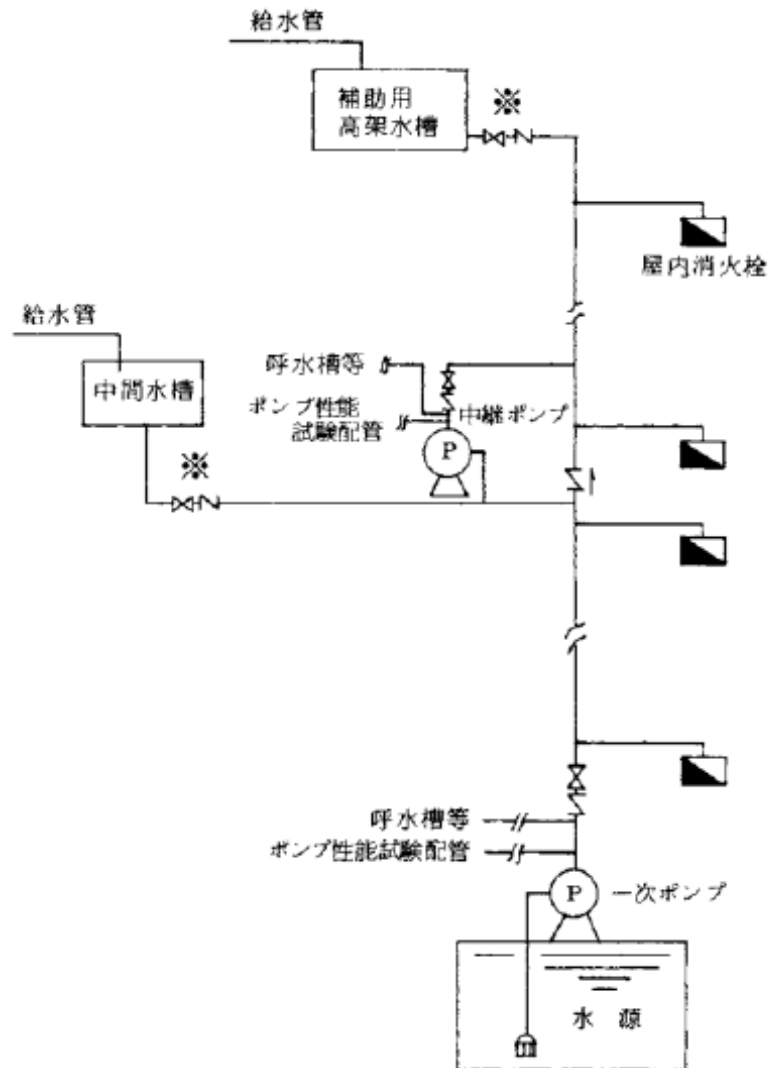 給水管
補助用
高架水槽
※
屋内消火栓
給水管
中間水槽
※
呼水槽等
ポンプ性能
試験配管
中継ポンプ
P
呼水槽等
ポンプ性能試験配管
P
一次ポンプ
水源